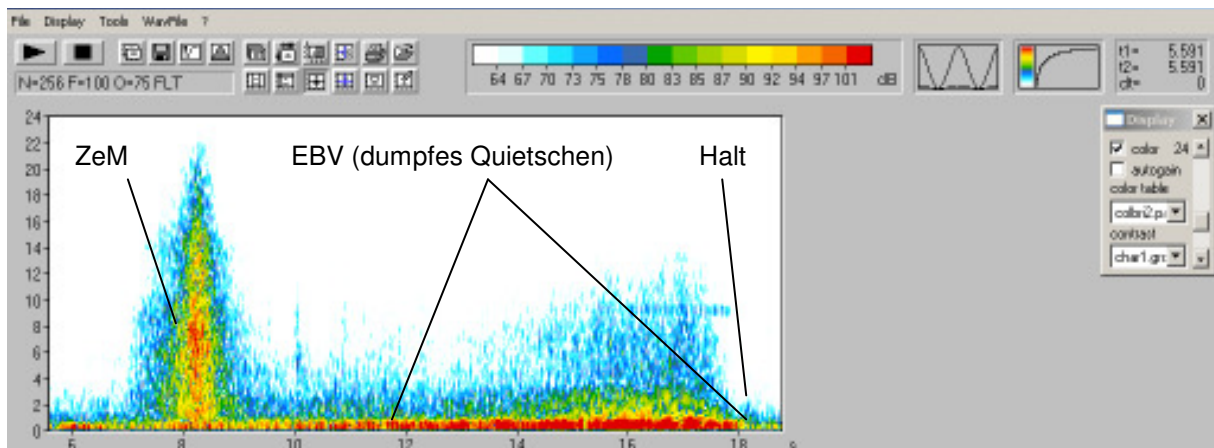 File Display Tools WavFile ?
64 67 70 73 75 78 80 83 85 87 90 92 94 97 101 dB
t1= 5.591
t2= 5.591
dt= 0
N=256 F=100 O=75 FLT
Display
color 24
autogain
color table
contrast
ZeM EBV (dumpfes Quietschen) Halt
24
22
20
18
16
14
12
10
8
6
4
2
0
6 8 10 12 14 16 18 s